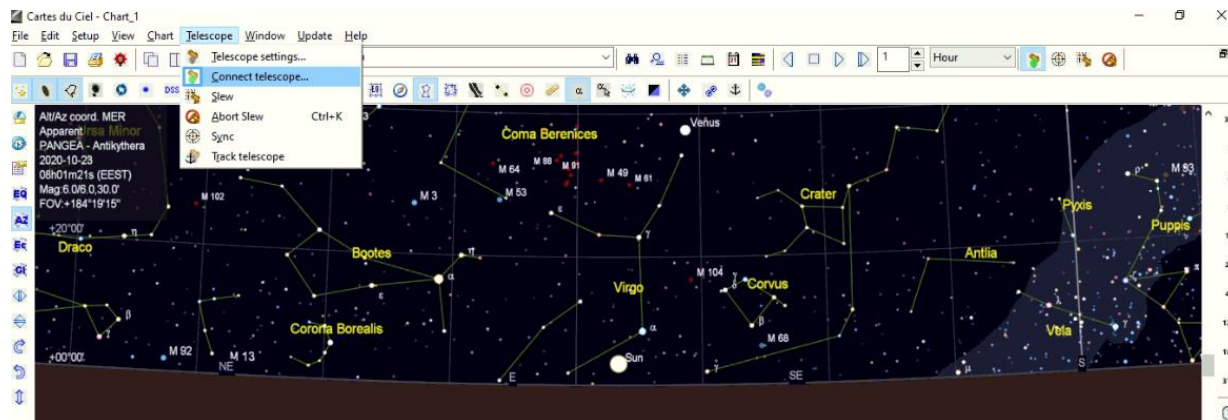 Cartes du Ciel - Chart_1
File Edit Setup View Chart Telescope Window Update Help
Telescope settings...
1
Hour
Connect telescope...
DSS
Slew
Abort Slew Ctrl+K
Sync
Track telescope
Alt/Az coord. MER
Apparent
Ursa Minor
PANGEA - Antikythera
2020-10-23
08h01m21s (EEST)
Mag:6.0/6.0,30.0'
FOV:+184°19'15"
EQ
AZ
Ec
Gl
Venus
Coma Berenices
M 64
M 88
M 91
M 49
M 61
M 53
M 3
M 102
ε
γ
Crater
ρ
M 93
Pyxis
Puppis
+20°00'
η
Draco
Bootes
η
α
ε
Virgo
M 104
γ
δ
Corvus
β
Antlia
π
λ
Vela
γ
β
γ
Corona Borealis
α
M 68
M 92
M 13
+00°00'
NE
E
Sun
γ
SE
μ
S